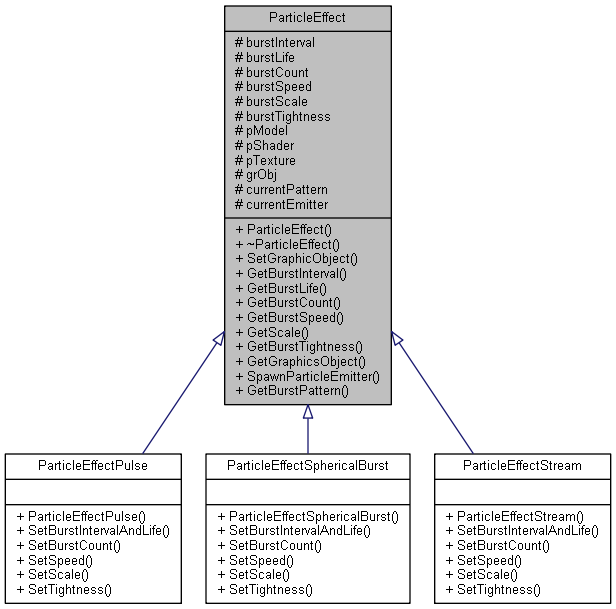 ParticleEffect
# burstInterval
# burstLife
# burstCount
# burstSpeed
# burstScale
# burstTightness
# pModel
# pShader
# pTexture
# grObj
# currentPattern
# currentEmitter
+ ParticleEffect()
+ ~ParticleEffect()
+ SetGraphicObject()
+ GetBurstInterval()
+ GetBurstLife()
+ GetBurstCount()
+ GetBurstSpeed()
+ GetScale()
+ GetBurstTightness()
+ GetGraphicsObject()
+ SpawnParticleEmitter()
+ GetBurstPattern()
ParticleEffectPulse
+ ParticleEffectPulse()
+ SetBurstIntervalAndLife()
+ SetBurstCount()
+ SetSpeed()
+ SetScale()
+ SetTightness()
ParticleEffectSphericalBurst
+ ParticleEffectSphericalBurst()
+ SetBurstIntervalAndLife()
+ SetBurstCount()
+ SetSpeed()
+ SetScale()
+ SetTightness()
ParticleEffectStream
+ ParticleEffectStream()
+ SetBurstIntervalAndLife()
+ SetBurstCount()
+ SetSpeed()
+ SetScale()
+ SetTightness()